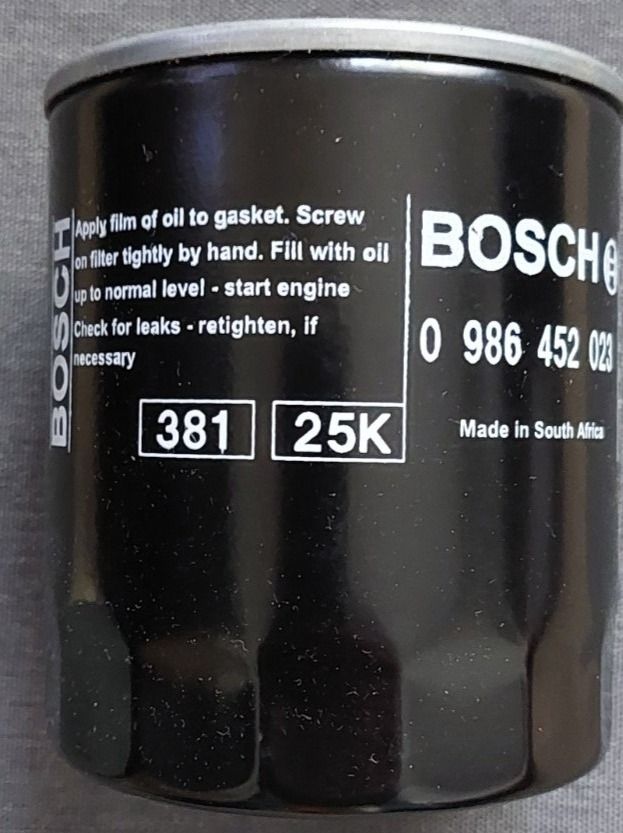 BOSCH
Apply film of oil to gasket. Screw
on filter tightly by hand. Fill with oil
up to normal level - start engine
Check for leaks - retighten, if
necessary
381 25K
BOSCH
0 986 452 023
Made in South Africa